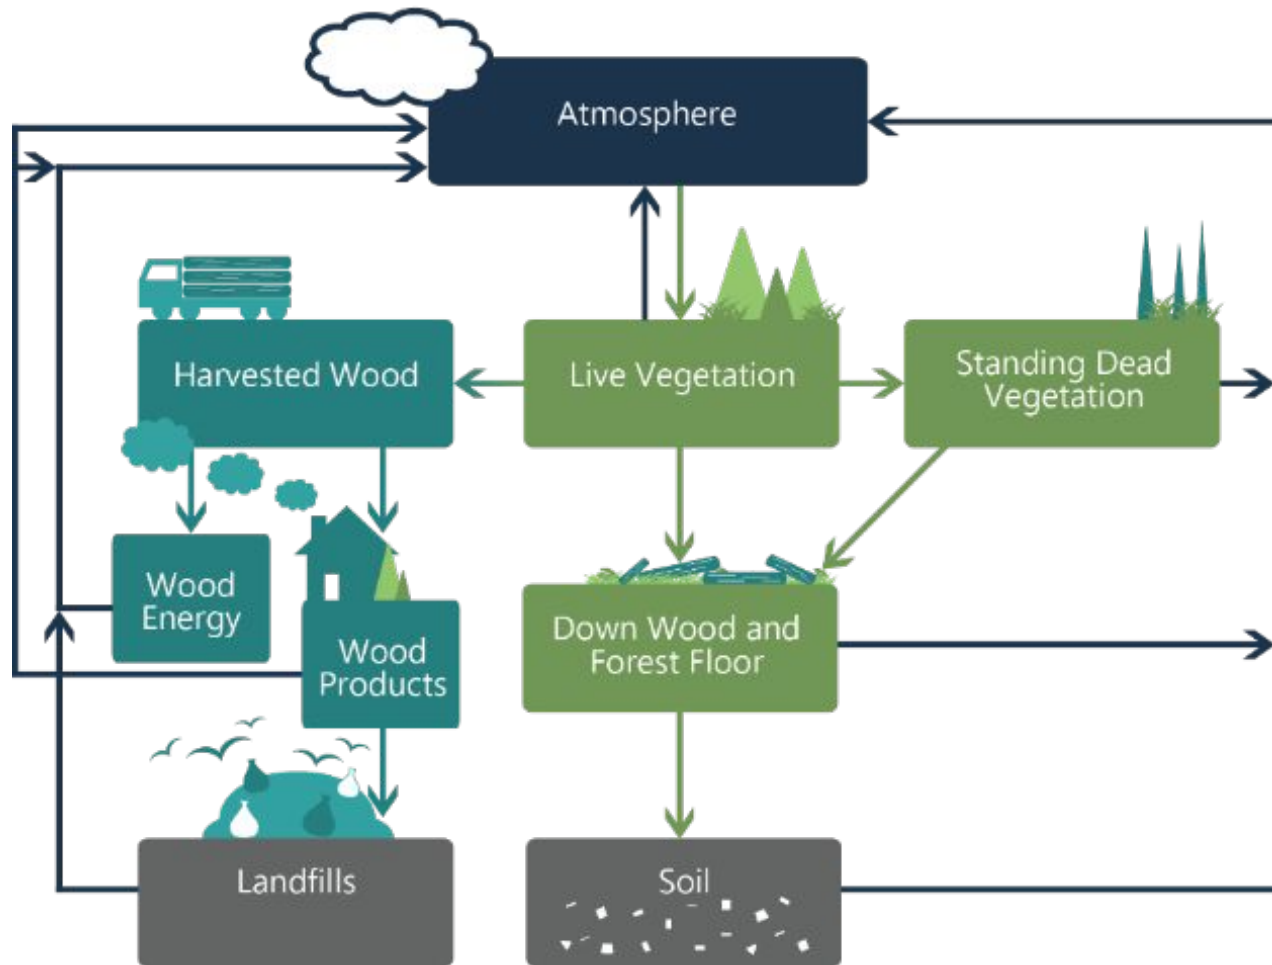 Atmosphere
Harvested Wood
Live Vegetation
Standing Dead
Vegetation
Wood
Energy
Wood
Products
Down Wood and
Forest Floor
Landfills
Soil